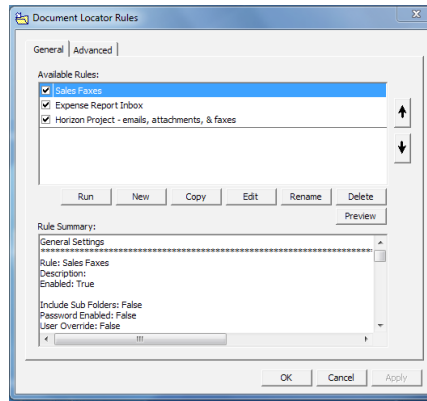 Document Locator Rules
General Advanced
Available Rules:
Sales Faxes
Expense Report Inbox
Horizon Project - emails, attachments, & faxes
Run New Copy Edit Rename Delete
Preview
Rule Summary:
General Settings
Rule: Sales Faxes
Description:
Enabled: True
Include Sub Folders: False
Password Enabled: False
User Override: False
OK Cancel Apply